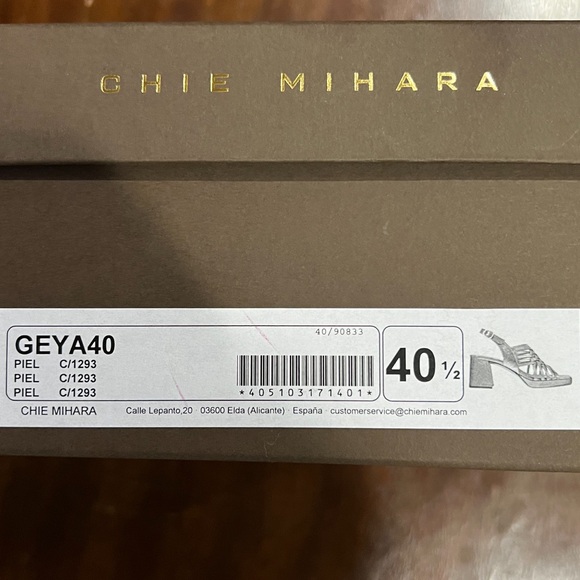 CHIE MIHARA
40/90833
GEYA40
PIEL C/1293
PIEL C/1293
PIEL C/1293
*405103171401*
40 ½
CHIE MIHARA Calle Lepanto,20 · 03600 Elda (Alicante) · España · customerservice@chiemihara.com